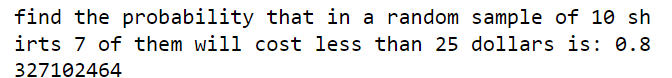 find the probability that in a random sample of 10 sh
irts 7 of them will cost less than 25 dollars is: 0.8
327102464